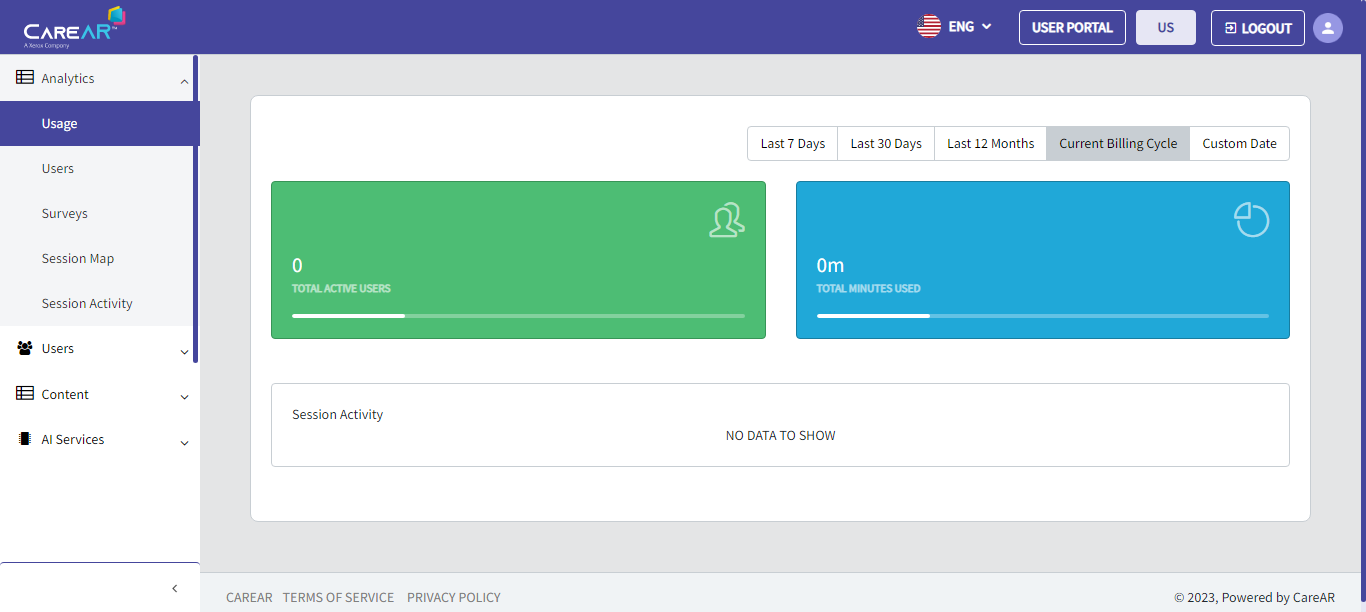 CAREAR™
A Xerox Company
ENG
USER PORTAL
US
LOGOUT
Analytics
Usage
Users
Surveys
Session Map
Session Activity
Users
Content
AI Services
Last 7 Days
Last 30 Days
Last 12 Months
Current Billing Cycle
Custom Date
0
TOTAL ACTIVE USERS
0m
TOTAL MINUTES USED
Session Activity
NO DATA TO SHOW
CAREAR TERMS OF SERVICE PRIVACY POLICY
© 2023, Powered by CareAR